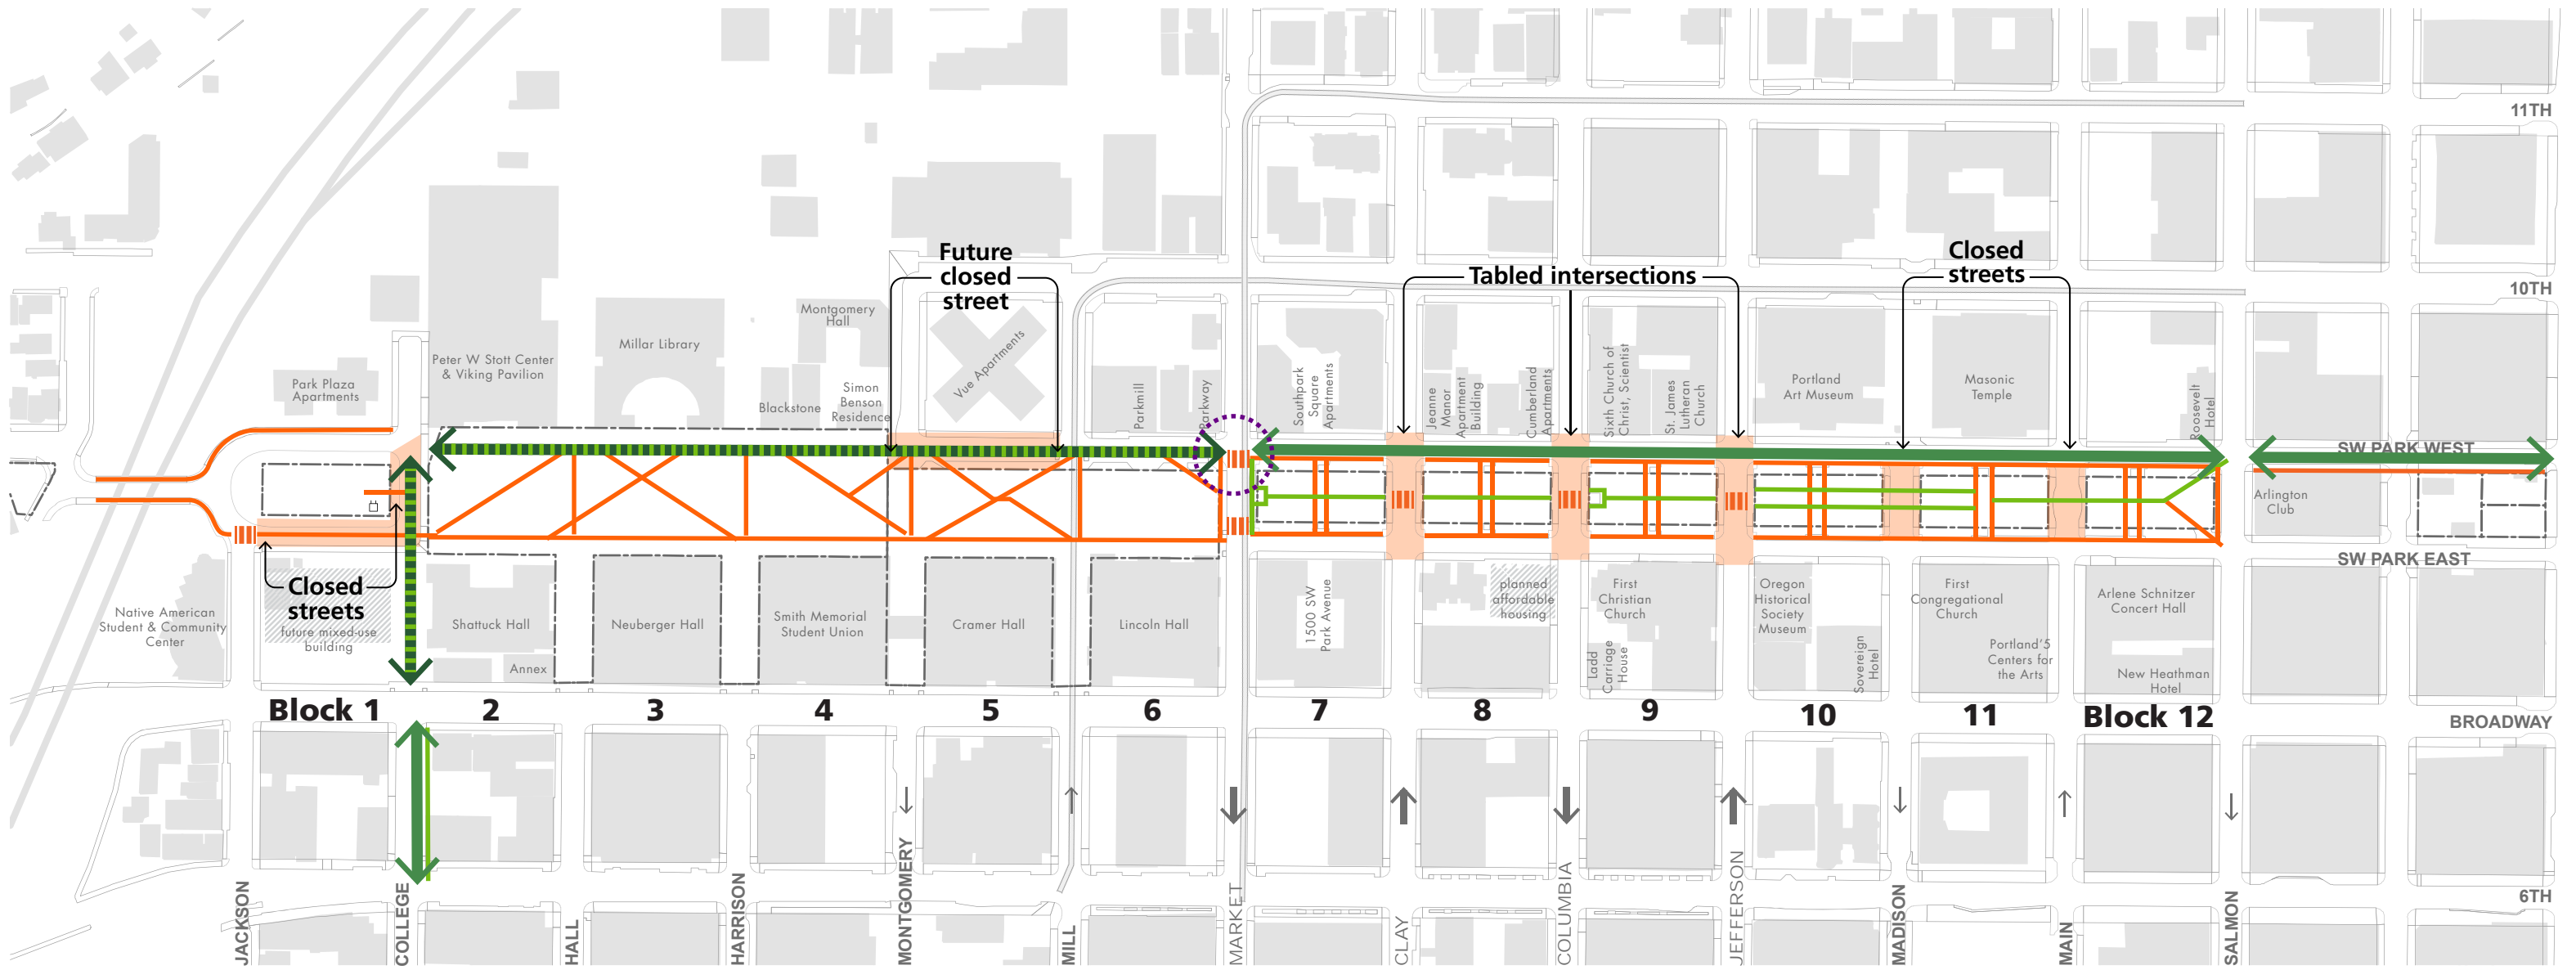 11TH
10TH
Future
closed
street
Tabled intersections
Closed
streets
Montgomery
Hall
Millar Library
Peter W Stott Center
& Viking Pavilion
Park Plaza
Apartments
Blackstone
Simon
Benson
Residence
Vue Apartments
Parkmill
Parkway
Southpark
Square
Apartments
Jeanne
Manor
Apartment
Building
Cumberland
Apartments
Sixth Church of
Christ, Scientist
St. James
Lutheran
Church
Portland
Art Museum
Masonic
Temple
Roosevelt
Hotel
SW PARK WEST
Arlington
Club
SW PARK EAST
Closed
streets
Native American
Student & Community
Center
future mixed-use
building
Shattuck Hall
Annex
Neuberger Hall
Smith Memorial
Student Union
Cramer Hall
Lincoln Hall
1500 SW
Park Avenue
planned
affordable
housing
First
Christian
Church
Ladd
Carriage
House
Oregon
Historical
Society
Museum
Sovereign
Hotel
First
Congregational
Church
Portland'5
Centers for
the Arts
Arlene Schnitzer
Concert Hall
New Heathman
Hotel
Block 1
2
3
4
5
6
7
8
9
10
11
Block 12
BROADWAY
6TH
JACKSON
COLLEGE
HALL
HARRISON
MONTGOMERY
MILL
MARKET
CLAY
COLUMBIA
JEFFERSON
MADISON
MAIN
SALMON